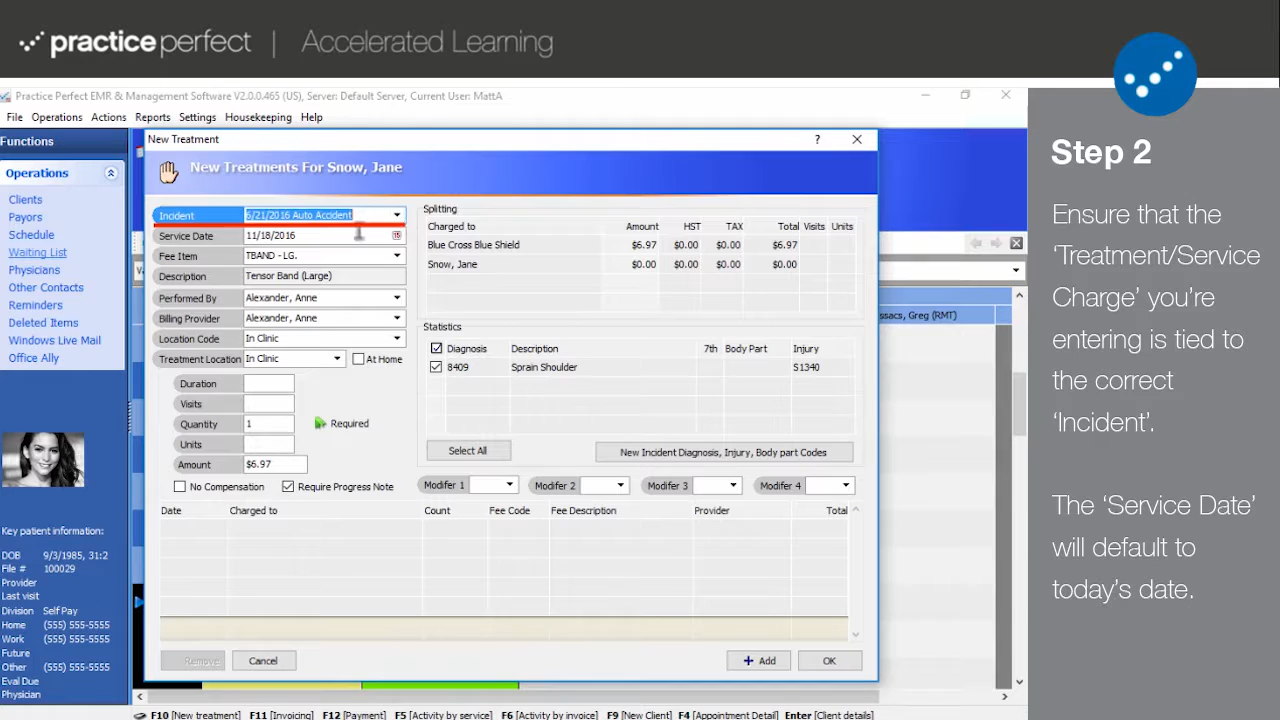 practiceperfect | Accelerated Learning
Practice Perfect EMR & Management Software V2.0.0.465 (US), Server: Default Server, Current User: MattA
File Operations Actions Reports Settings Housekeeping Help
Functions
Operations
Clients
Payors
Schedule
Waiting List
Physicians
Other Contacts
Reminders
Deleted Items
Windows Live Mail
Office Ally
Key patient information:
DOB 9/3/1985, 31:2
File # 100029
Provider
Last visit
Division Self Pay
Home (555) 555-5555
Work (555) 555-5555
Future
Other (555) 555-5555
Eval Due
Physician
New Treatment ?
New Treatments For Snow, Jane
Incident 6/21/2016 Auto Accident
Service Date 11/18/2016
Fee Item TBAND - LG.
Description Tensor Band (Large)
Performed By Alexander, Anne
Billing Provider Alexander, Anne
Location Code In Clinic
Treatment Location In Clinic At Home
Duration
Visits
Quantity 1 Required
Units
Amount $6.97
No Compensation Require Progress Note
Splitting
Charged to Amount HST TAX Total Visits Units
Blue Cross Blue Shield $6.97 $0.00 $0.00 $6.97
Snow, Jane $0.00 $0.00 $0.00 $0.00
Statistics
Diagnosis Description 7th Body Part Injury
8409 Sprain Shoulder S1340
Select All New Incident Diagnosis, Injury, Body part Codes
Modifer 1 Modifer 2 Modifer 3 Modifer 4
Date Charged to Count Fee Code Fee Description Provider Total
Remove Cancel + Add OK
ssacs, Greg (RMT)
F10 [New treatment] F11 [Invoicing] F12 [Payment] F5 [Activity by service] F6 [Activity by invoice] F9 [New Client] F4 [Appointment Detail] Enter [Client details]
Step 2
Ensure that the
'Treatment/Service
Charge' you're
entering is tied to
the correct
'Incident'.
The 'Service Date'
will default to
today's date.